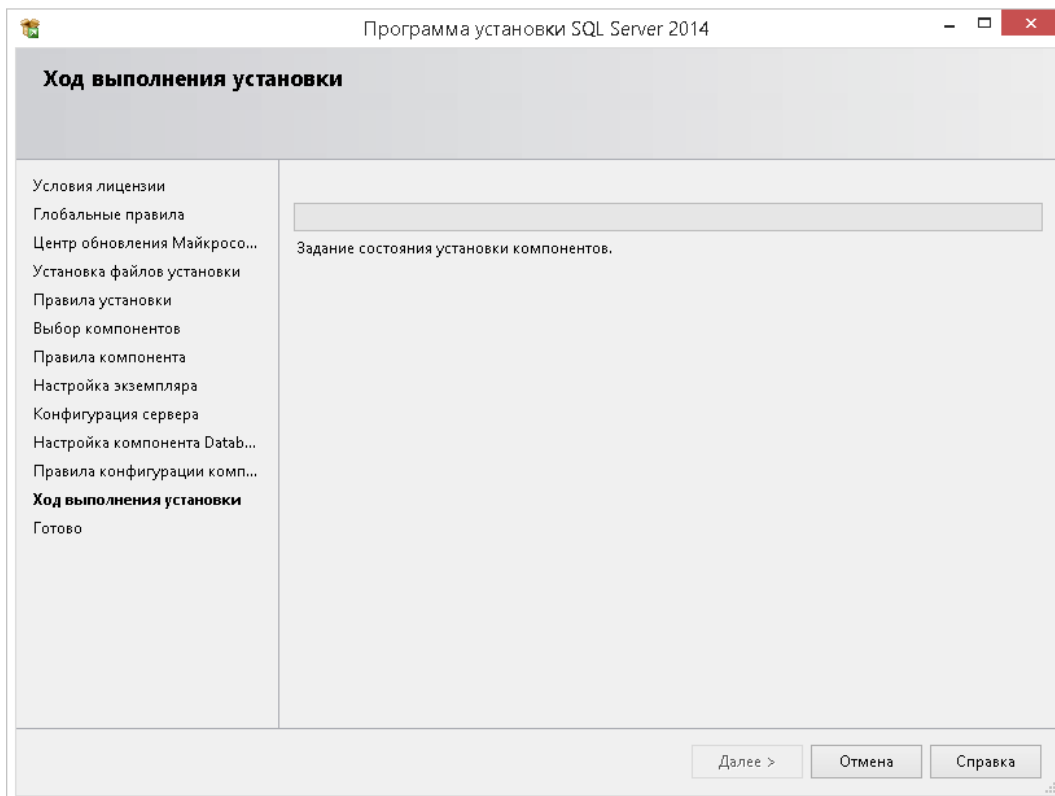 Программа установки SQL Server 2014
Ход выполнения установки
Условия лицензии
Глобальные правила
Центр обновления Майкросо...
Установка файлов установки
Правила установки
Выбор компонентов
Правила компонента
Настройка экземпляра
Конфигурация сервера
Настройка компонента Datab...
Правила конфигурации комп...
Ход выполнения установки
Готово
Задание состояния установки компонентов.
Далее >
Отмена
Справка